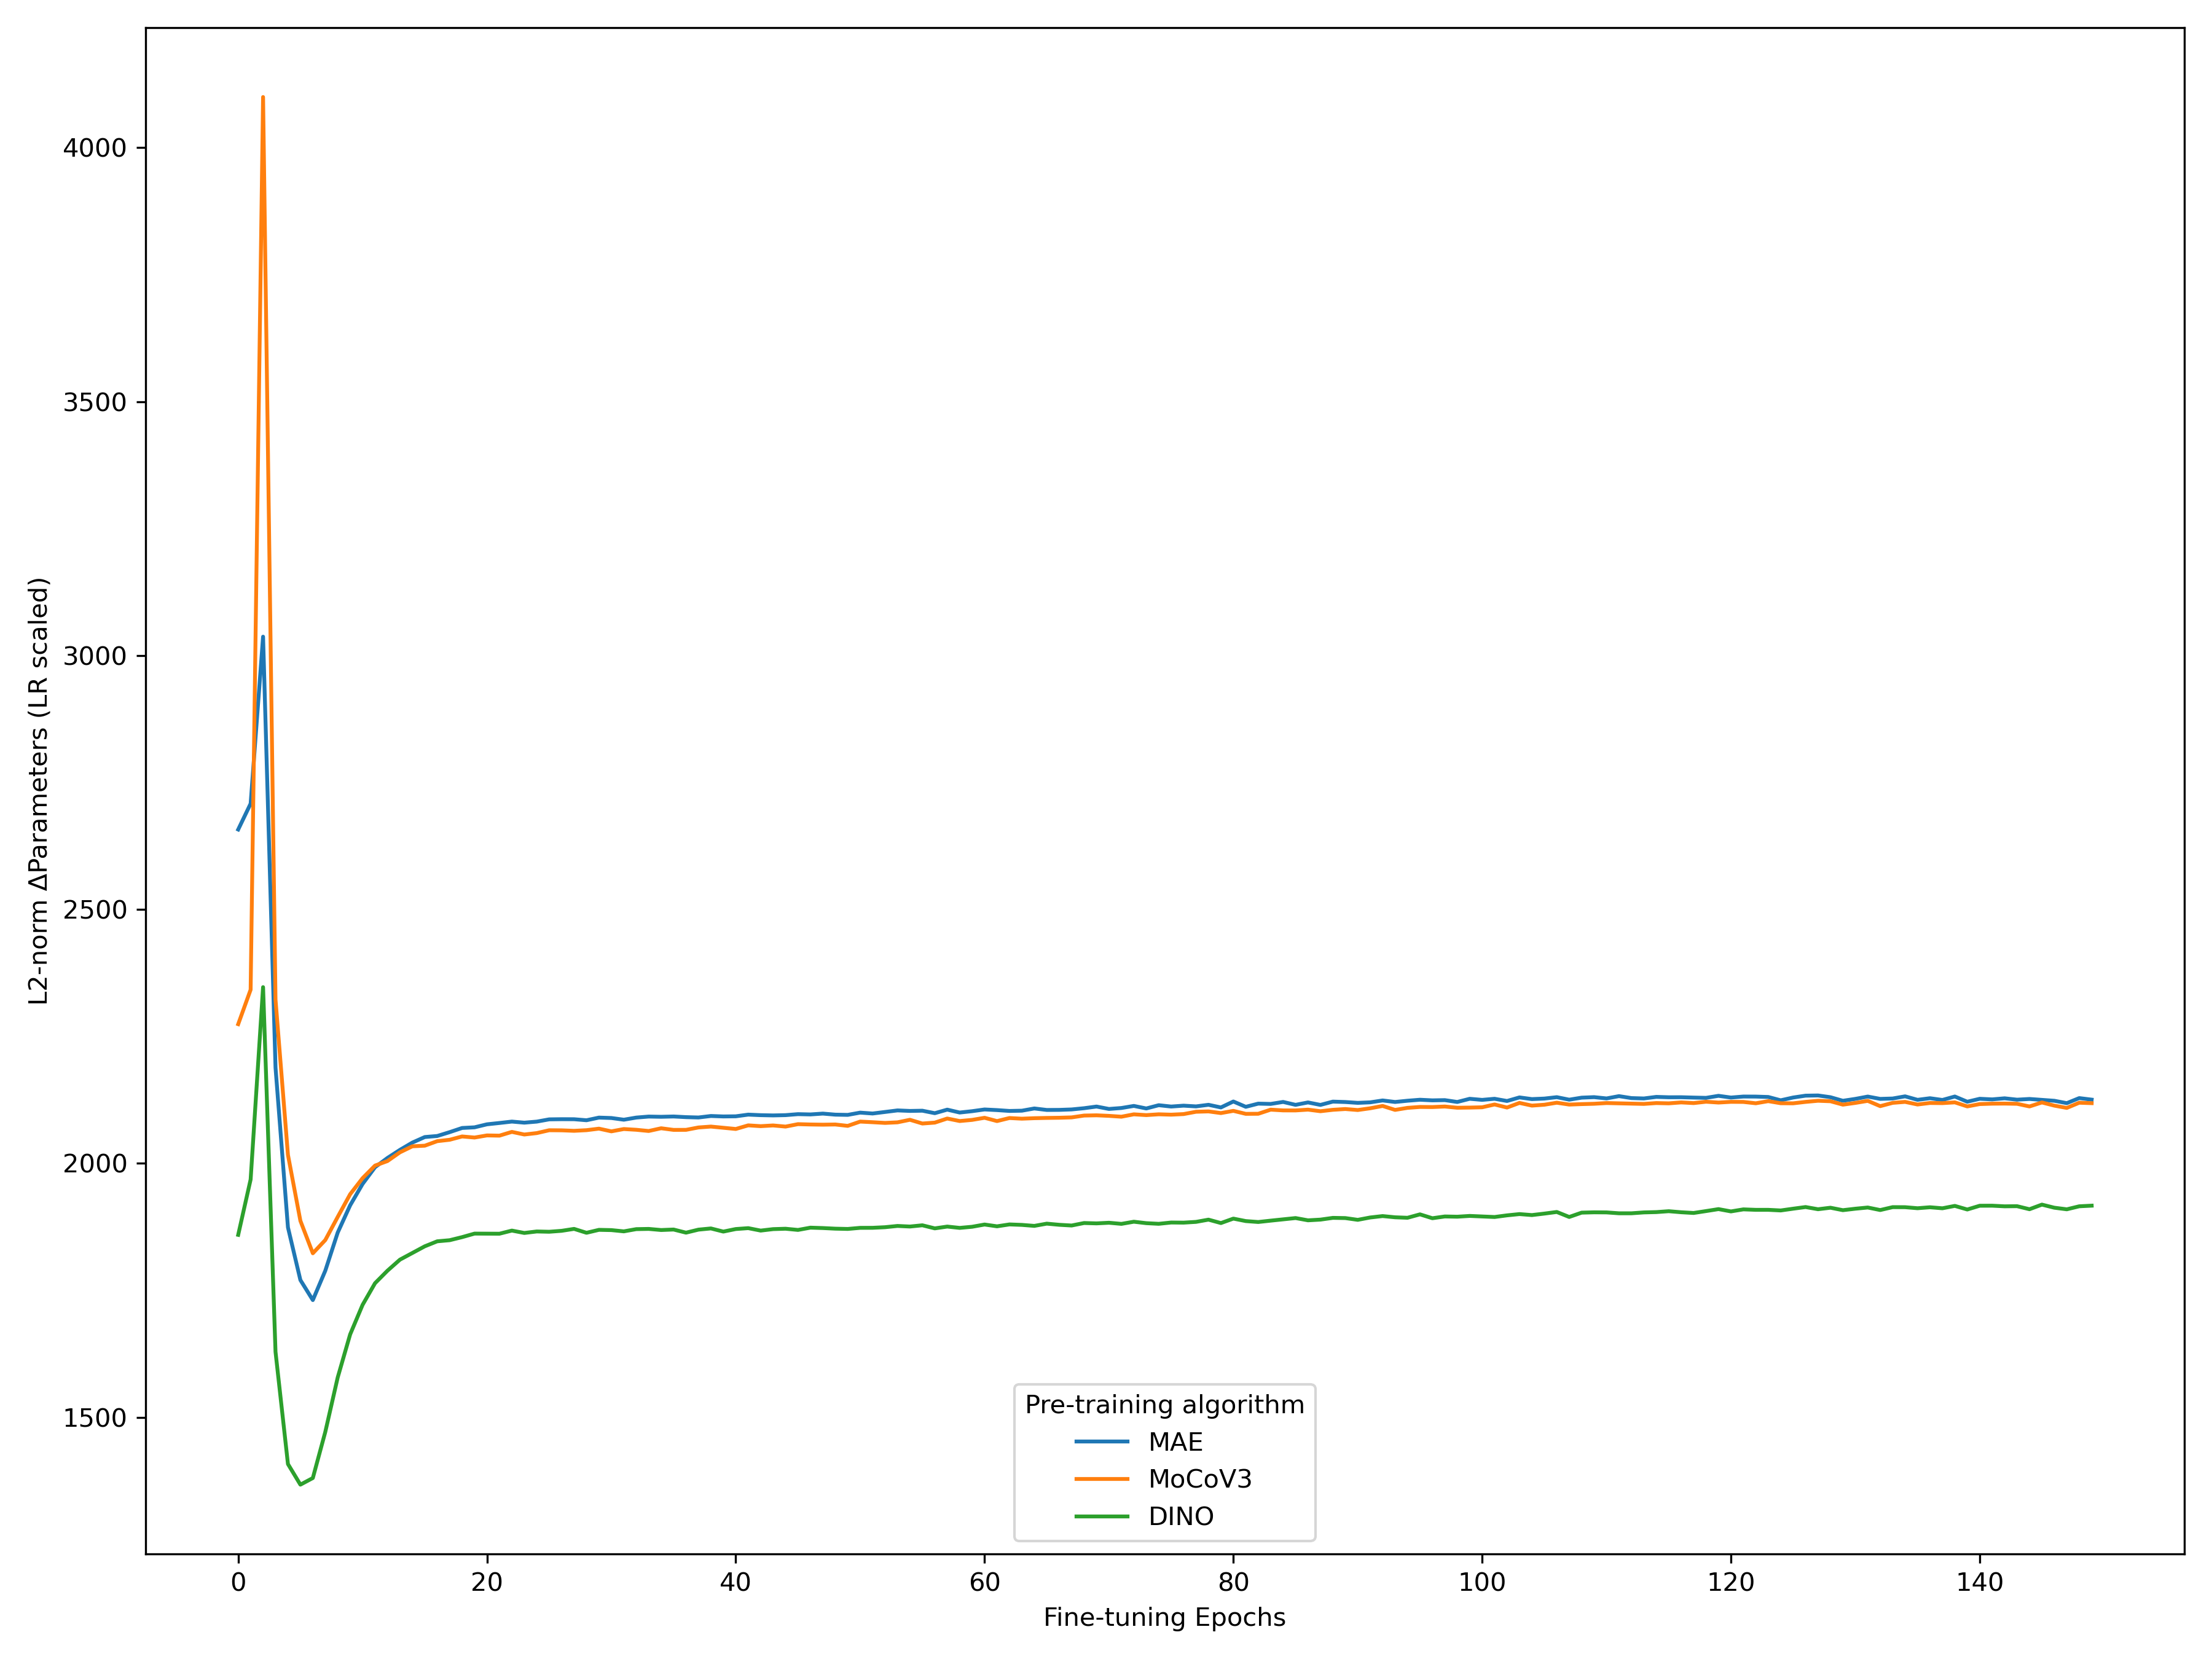 4000
3500
3000
2500
2000
1500
L2-norm ΔParameters (LR scaled)
Pre-training algorithm
MAE
MoCoV3
DINO
0 20 40 60 80 100 120 140
Fine-tuning Epochs